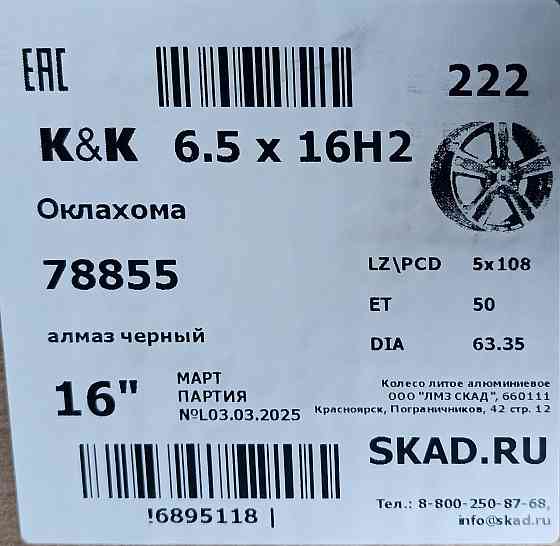 EAC
222
K&K 6.5 x 16H2
Оклахома
78855
LZ\PCD 5x108
ET 50
DIA 63.35
алмаз черный
16"
МАРТ
ПАРТИЯ
№L03.03.2025
Колесо литое алюминиевое
ООО "ЛМЗ СКАД", 660111
Красноярск, Пограничников, 42 стр. 12
SKAD.RU
!6895118 |
Тел.: 8-800-250-87-68,
info@skad.ru